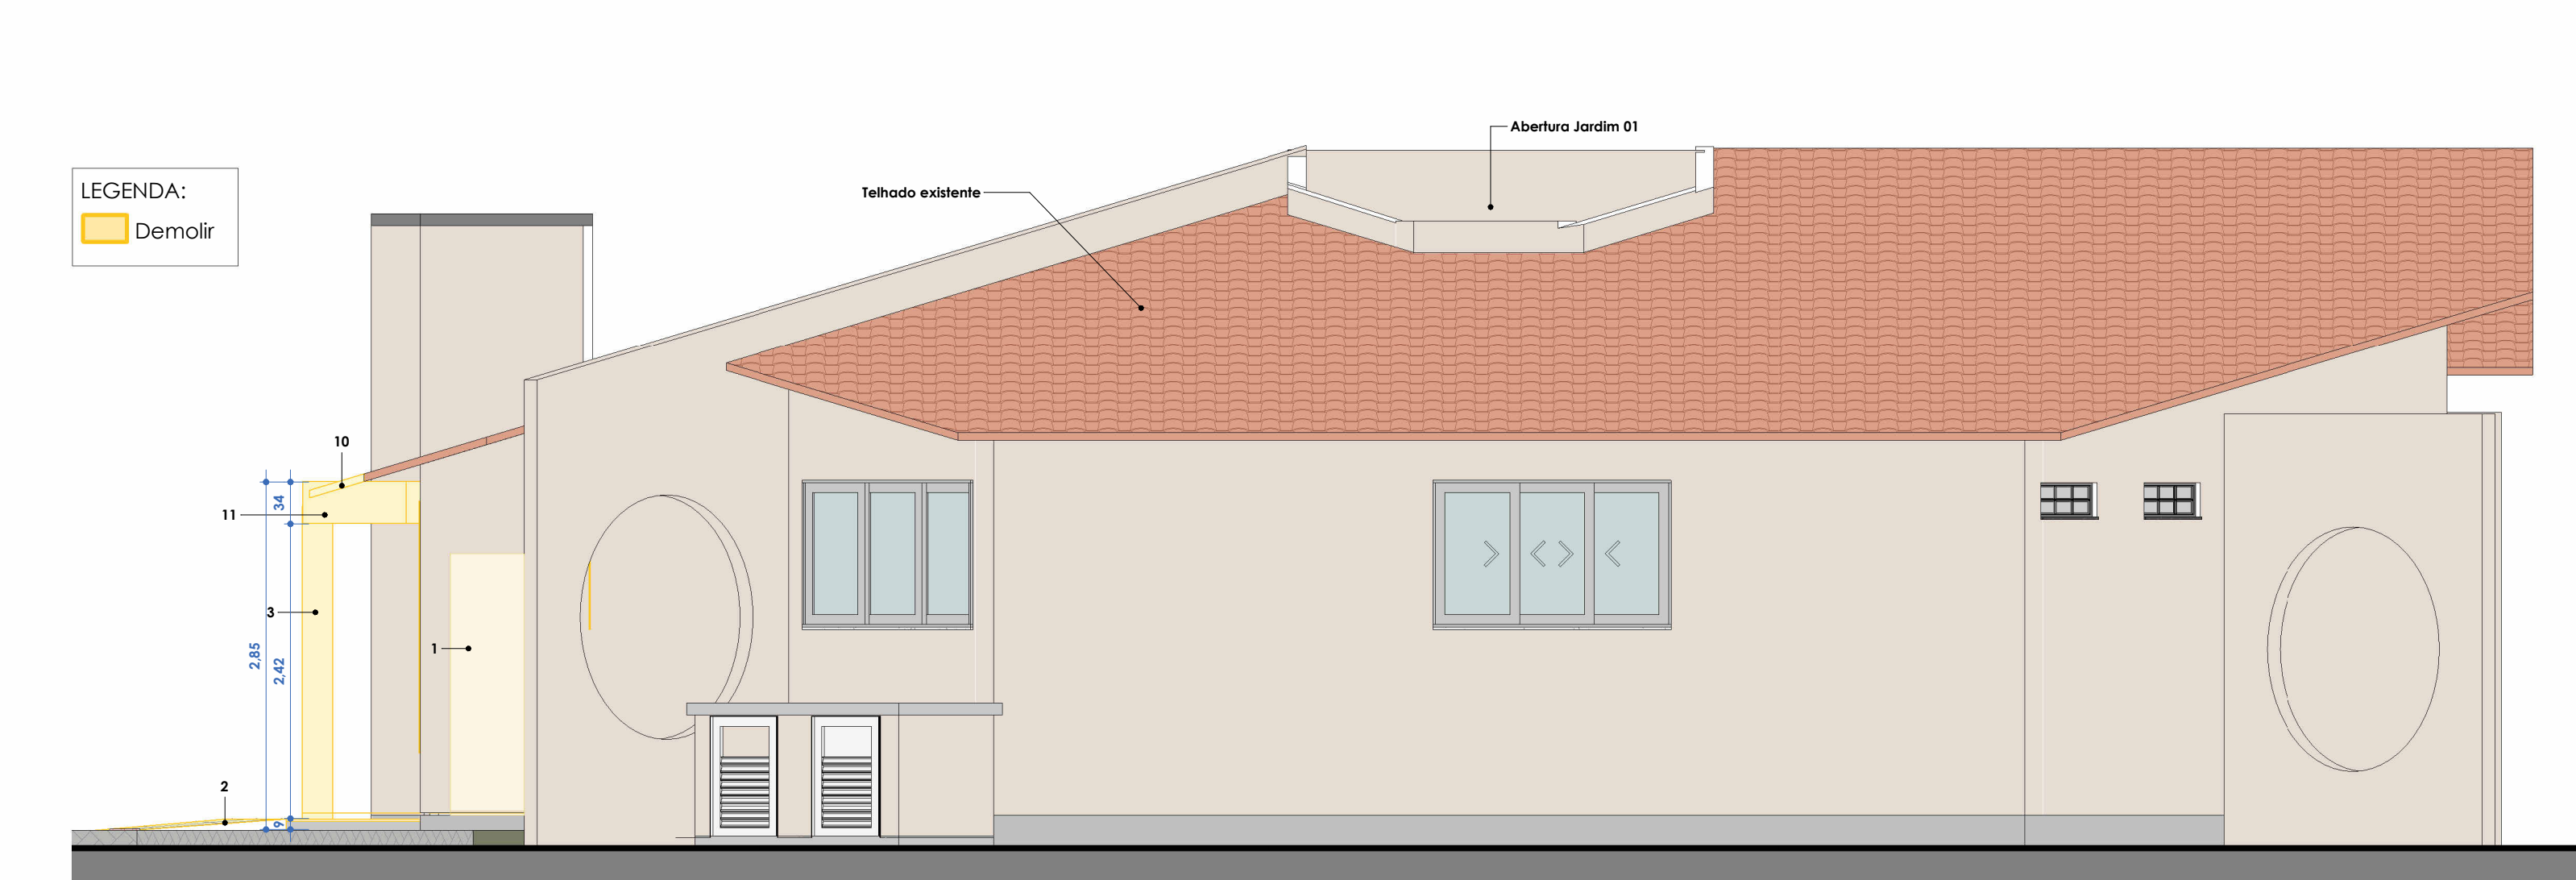 Abertura Jardim 01
LEGENDA:
Telhado existente
Demolir
10
34
11
3
2,85
2,42
1
2
9